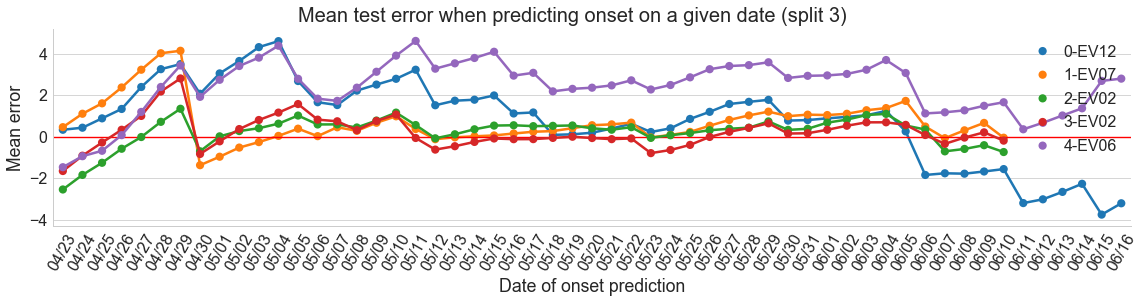 Mean test error when predicting onset on a given date (split 3)
Mean error
4
2
0
−2
−4
0-EV12
1-EV07
2-EV02
3-EV02
4-EV06
04/23 04/24 04/25 04/26 04/27 04/28 04/29 04/30 05/01 05/02 05/03 05/04 05/05 05/06 05/07 05/08 05/09 05/10 05/11 05/12 05/13 05/14 05/15 05/16 05/17 05/18 05/19 05/20 05/21 05/22 05/23 05/24 05/25 05/26 05/27 05/28 05/29 05/30 05/31 06/01 06/02 06/03 06/04 06/05 06/06 06/07 06/08 06/09 06/10 06/11 06/12 06/13 06/14 06/15 06/16
Date of onset prediction